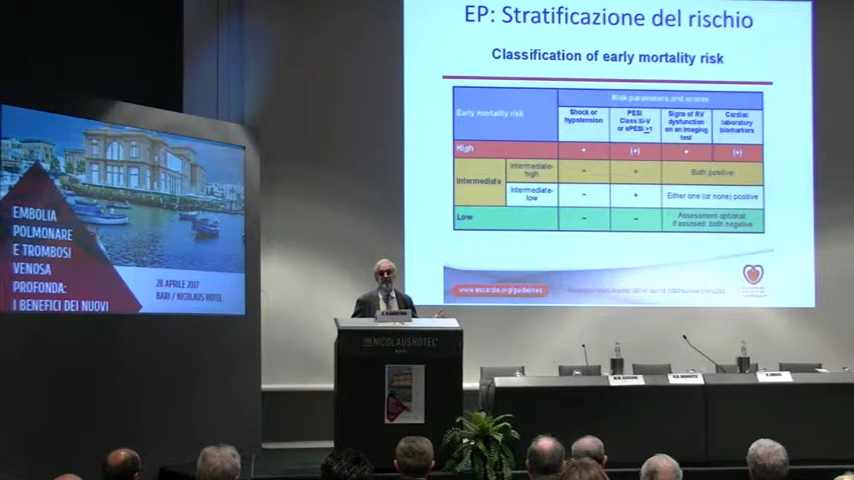 EP: Stratificazione del rischio
Classification of early mortality risk
Early mortality risk
Risk parameters and scores
Shock or
hypotension
PESI
Class III-V
or sPESI ≥1
Signs of RV
dysfunction
on an imaging
test
Cardiac
laboratory
biomarkers
High
+
(+)
+
(+)
Intermediate
Intermediate-
high
-
+
Both positive
Intermediate-
low
-
+
Either one (or none) positive
Low
-
-
Assessment optional;
if assessed, both negative
www.escardio.org/guidelines
EMBOLIA
POLMONARE
E TROMBOSI
VENOSA
PROFONDA:
I BENEFICI DEI NUOVI
28 APRILE 2017
BARI / NICOLAUS HOTEL
NICOLAUSHOTEL
BARI